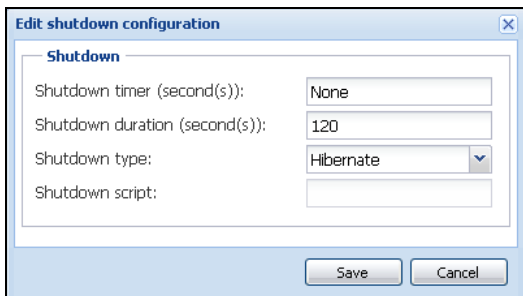 Edit shutdown configuration
Shutdown
Shutdown timer (second(s)): None
Shutdown duration (second(s)): 120
Shutdown type: Hibernate
Shutdown script:
Save Cancel